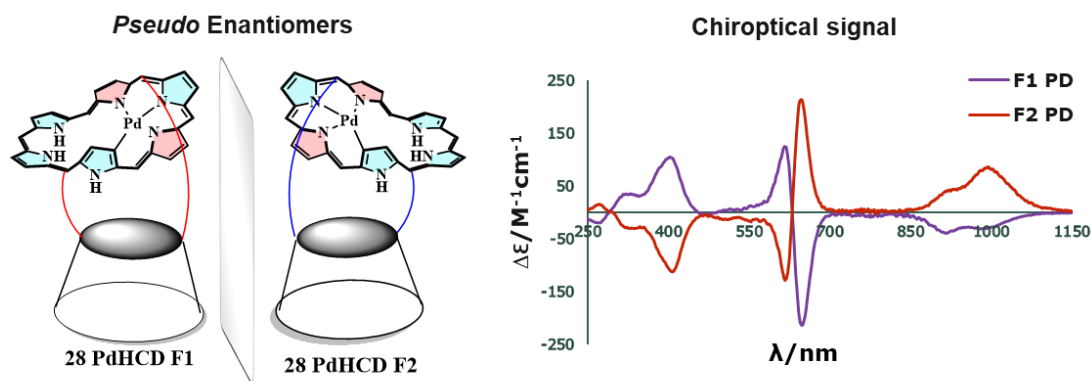 Pseudo Enantiomers
N
N
Pd
N
N
H
NH
N
H
28 PdHCD F1
N
N
Pd
N
N
H
HN
N
H
28 PdHCD F2
Chiroptical signal
F1 PD
F2 PD
Δε/M⁻¹cm⁻¹
250
150
50
-50
-150
-250
250 400 550 700 850 1000 1150
λ/nm